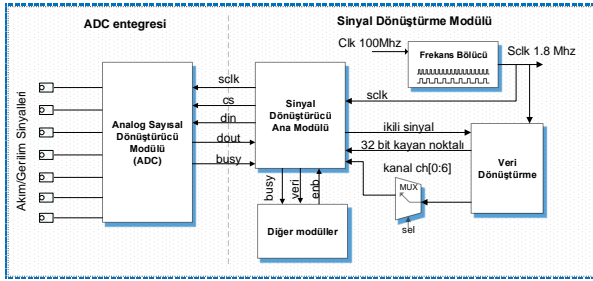 ADC entegresi
Sinyal Dönüştürme Modülü
Clk 100Mhz
Frekans Bölücü
Sclk 1.8 Mhz
Akım/Gerilim Sinyalleri
Analog Sayısal
Dönüştürücü
Modülü
(ADC)
sclk
cs
din
dout
busy
Sinyal
Dönüştürücü
Ana Modülü
sclk
ikili sinyal
32 bit kayan noktalı
kanal ch[0:6]
Veri
Dönüştürme
MUX
sel
busy
veri
enb
Diğer modüller